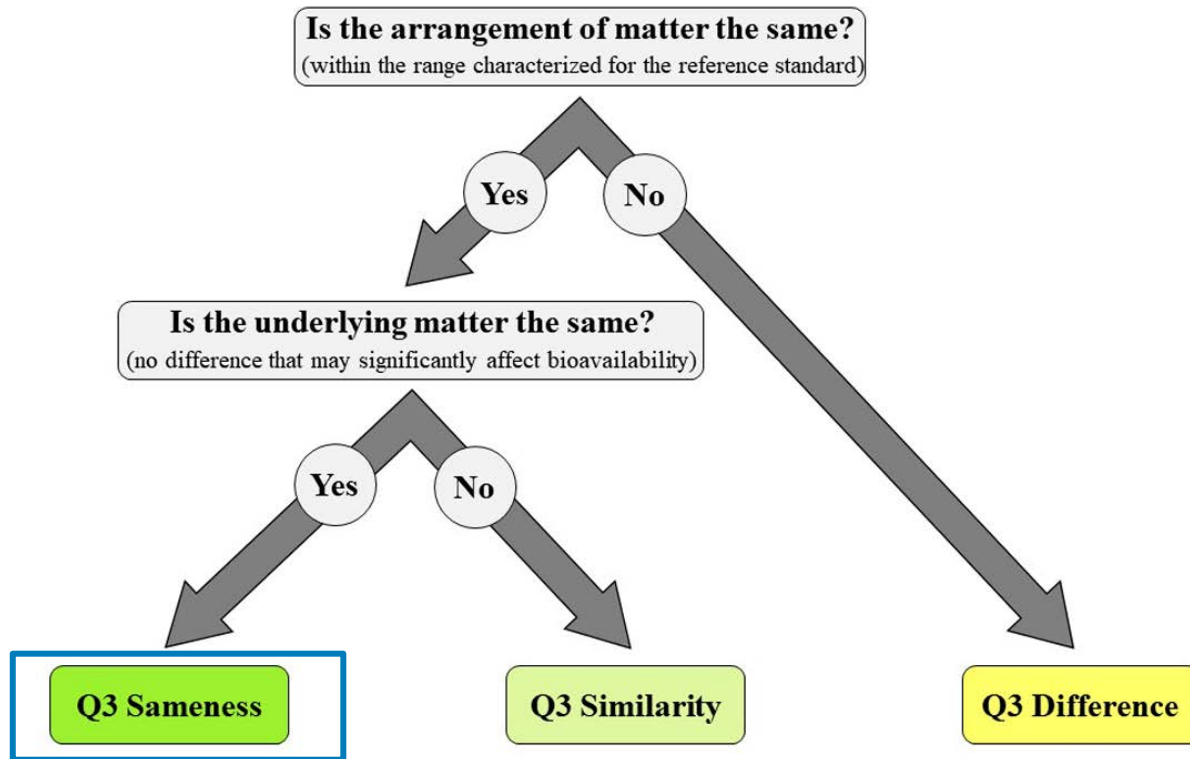 Is the arrangement of matter the same?
(within the range characterized for the reference standard)
Yes
No
Is the underlying matter the same?
(no difference that may significantly affect bioavailability)
Yes
No
Q3 Sameness
Q3 Similarity
Q3 Difference